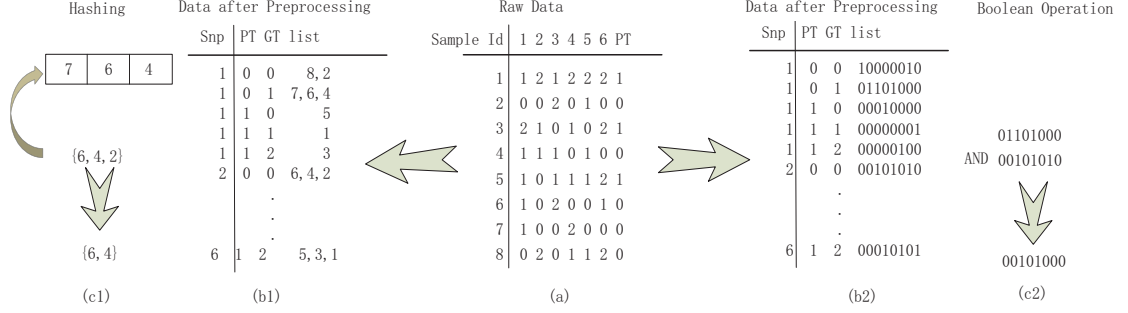 Hashing
7 6 4
{6,4,2}
{6,4}
(c1)
Data after Preprocessing
Snp PT GT list
1 0 0 8,2
1 0 1 7,6,4
1 1 0 5
1 1 1 1
1 1 2 3
2 0 0 6,4,2
.
.
.
6 1 2 5,3,1
(b1)
Raw Data
Sample Id 1 2 3 4 5 6 PT
1 1 2 1 2 2 2 1
2 0 0 2 0 1 0 0
3 2 1 0 1 0 2 1
4 1 1 1 0 1 0 0
5 1 0 1 1 1 2 1
6 1 0 2 0 0 1 0
7 1 0 0 2 0 0 0
8 0 2 0 1 1 2 0
(a)
Data after Preprocessing
Snp PT GT list
1 0 0 10000010
1 0 1 01101000
1 1 0 00010000
1 1 1 00000001
1 1 2 00000100
2 0 0 00101010
.
.
.
6 1 2 00010101
(b2)
Boolean Operation
01101000
AND 00101010
00101000
(c2)